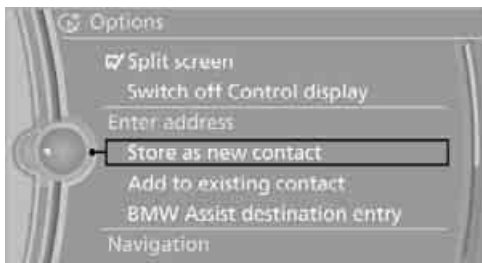 Options
Split screen
Switch off Control display
Enter address
Store as new contact
Add to existing contact
BMW Assist destination entry
Navigation